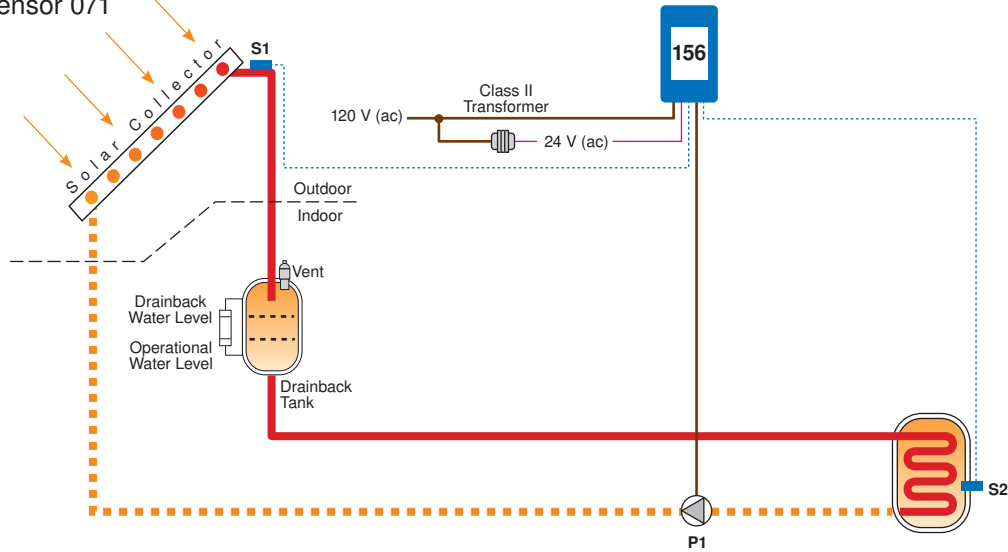 ensor 071
S1
156
Solar Collector
Class II
Transformer
120 V (ac)
24 V (ac)
Outdoor
Indoor
Vent
Drainback
Water Level
Operational
Water Level
Drainback
Tank
S2
P1